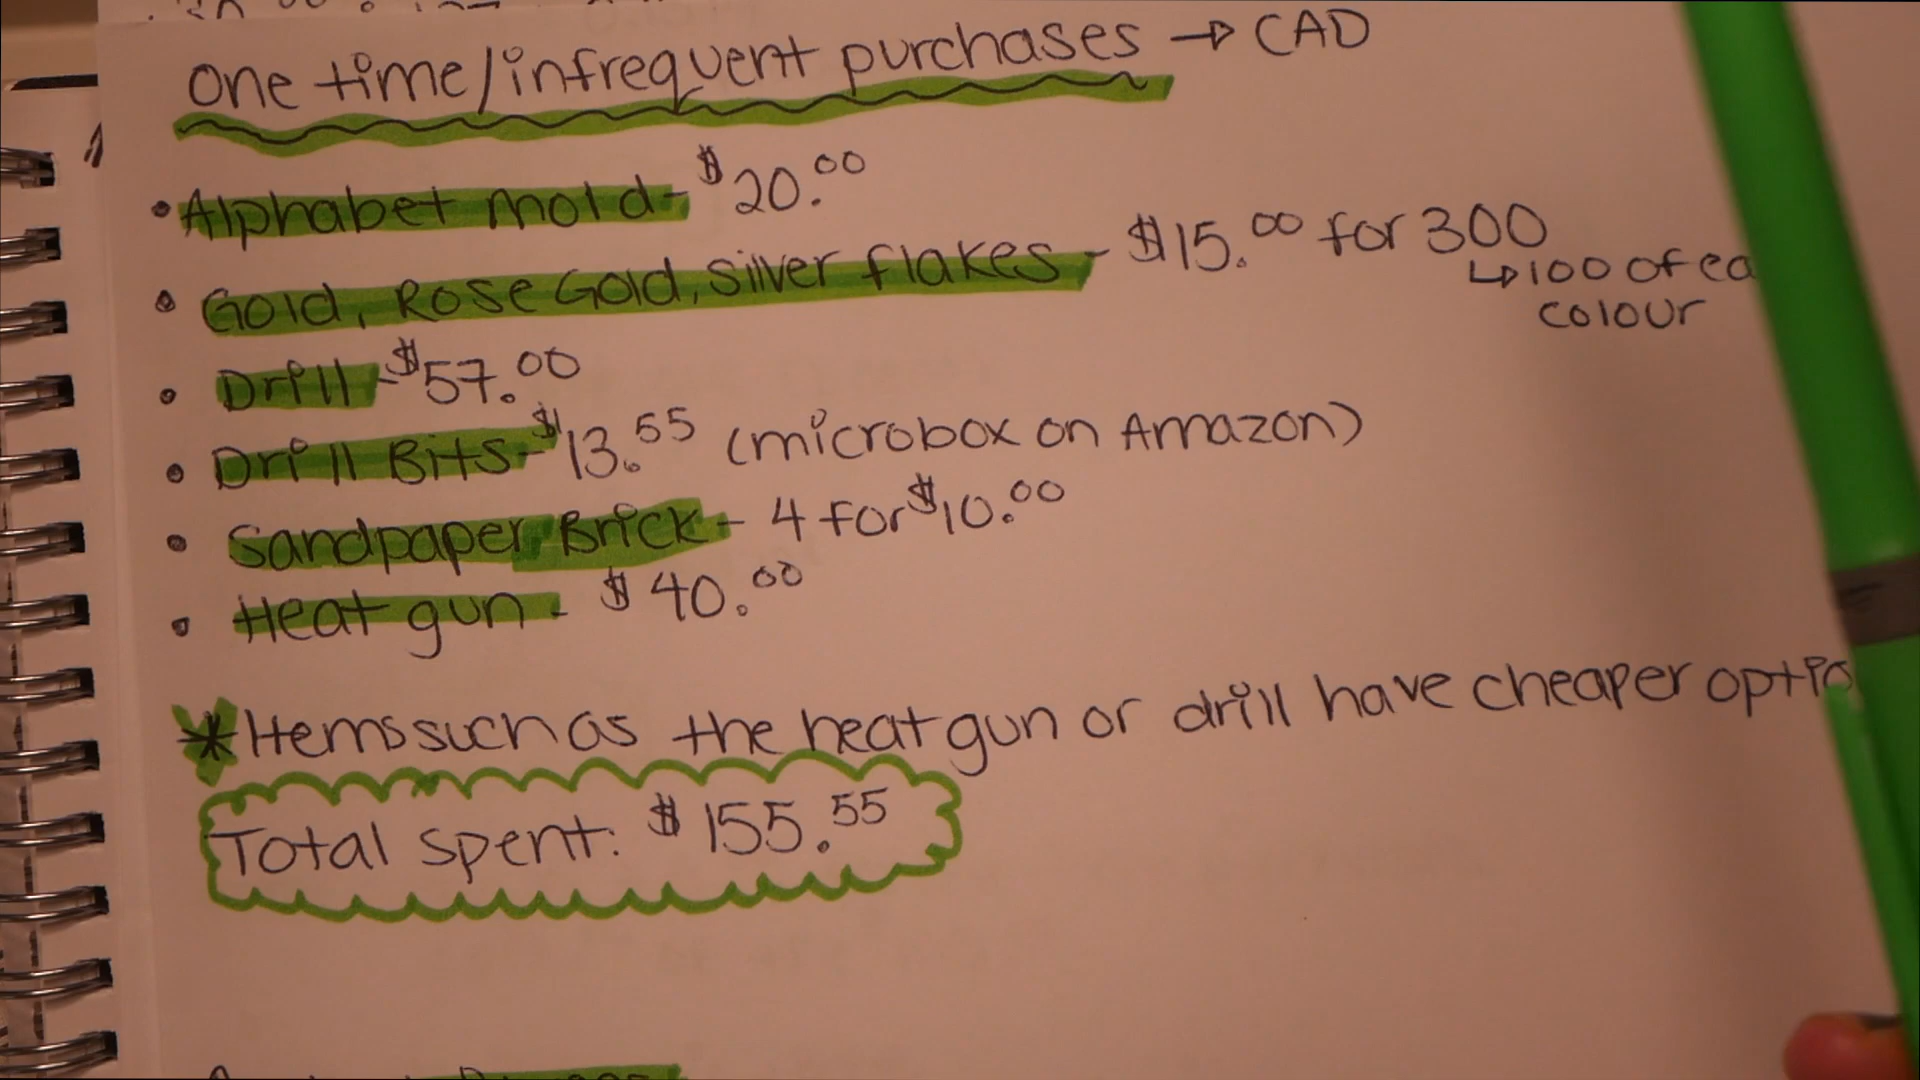 One time/infrequent purchases → CAD
• Alphabet mold - $20.00
• Gold, Rose Gold, Silver flakes - $15.00 for 300
↳ 100 of ea
colour
• Drill - $57.00
• Drill Bits - $13.55 (microbox on Amazon)
• Sandpaper Brick - 4 for $10.00
• Heat gun - $40.00
* Items such as the heat gun or drill have cheaper optio
Total spent: $155.55